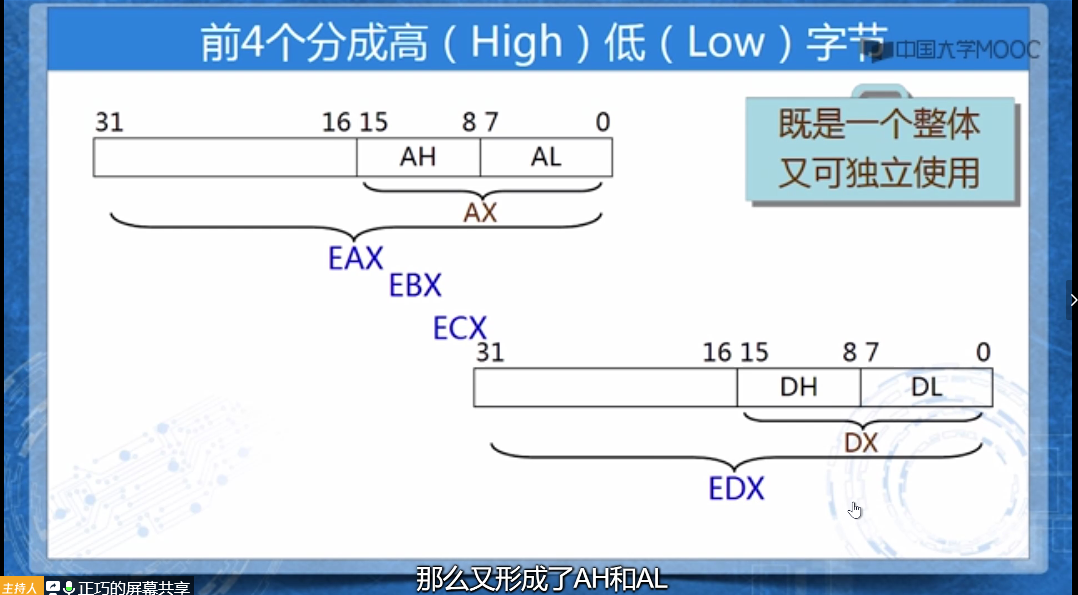 前4个分成高（High）低（Low）字节
中国大学MOOC
既是一个整体
又可独立使用
31 16 15 8 7 0
AH AL
AX
EAX
EBX
ECX
31 16 15 8 7 0
DH DL
DX
EDX
那么又形成了AH和AL
主持人 正巧的屏幕共享